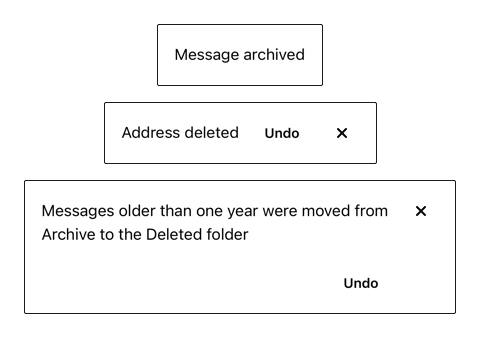 Message archived
Address deleted Undo ×
Messages older than one year were moved from ×
Archive to the Deleted folder
Undo